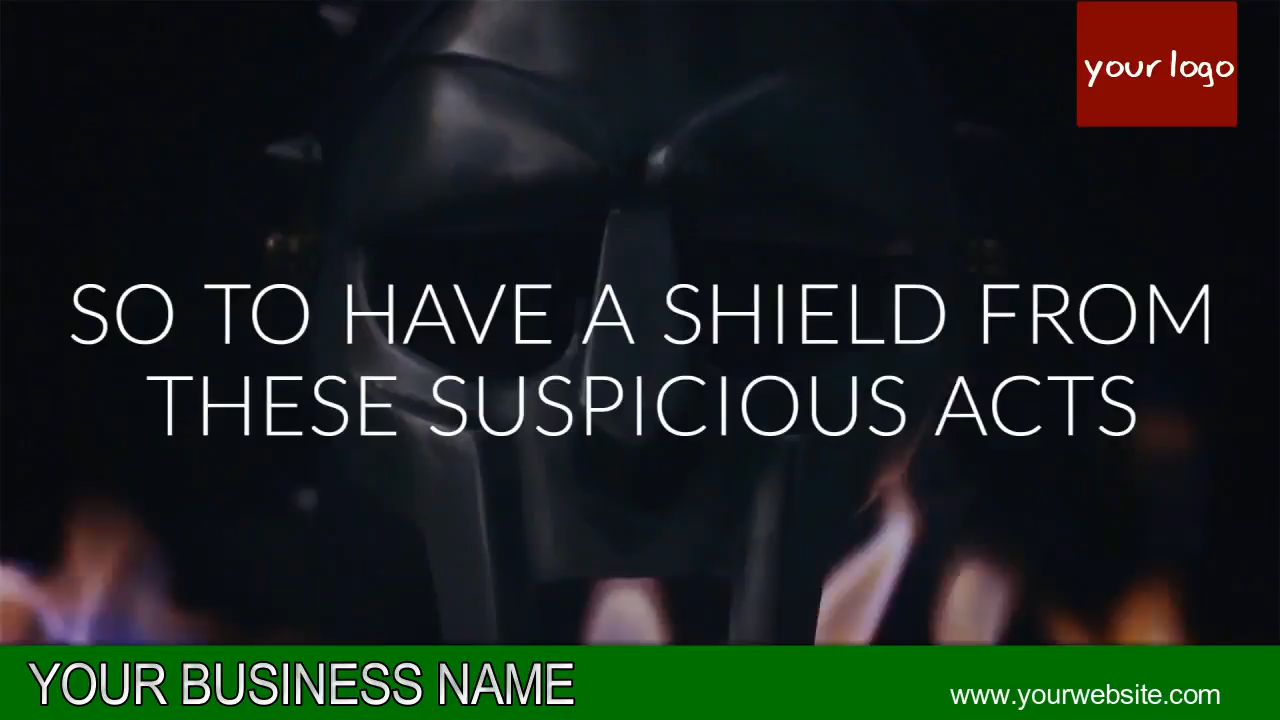 your logo
SO TO HAVE A SHIELD FROM
THESE SUSPICIOUS ACTS
YOUR BUSINESS NAME
www.yourwebsite.com